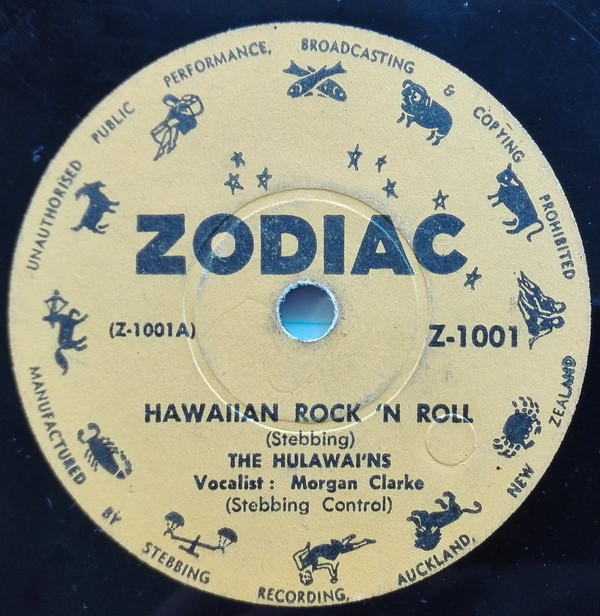 UNAUTHORISED PUBLIC PERFORMANCE, BROADCASTING & COPYING PROHIBITED
ZODIAC
(Z-1001A)
Z-1001
HAWAIIAN ROCK 'N ROLL
(Stebbing)
THE HULAWAI'NS
Vocalist : Morgan Clarke
(Stebbing Control)
MANUFACTURED BY STEBBING RECORDING, AUCKLAND, NEW ZEALAND